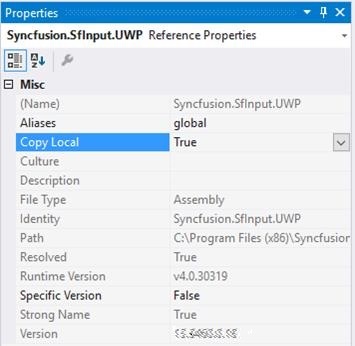 Properties
Syncfusion.SfInput.UWP Reference Properties
Misc
(Name) Syncfusion.SfInput.UWP
Aliases global
Copy Local True
Culture
Description
File Type Assembly
Identity Syncfusion.SfInput.UWP
Path C:\Program Files (x86)\Syncfusion
Resolved True
Runtime Version v4.0.30319
Specific Version False
Strong Name True
Version